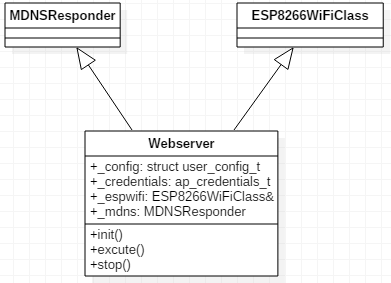 MDNSResponder
ESP8266WiFiClass
Webserver
+_config: struct user_config_t
+_credentials: ap_credentials_t
+_espwifi: ESP8266WiFiClass&
+_mdns: MDNSResponder
+init()
+excute()
+stop()